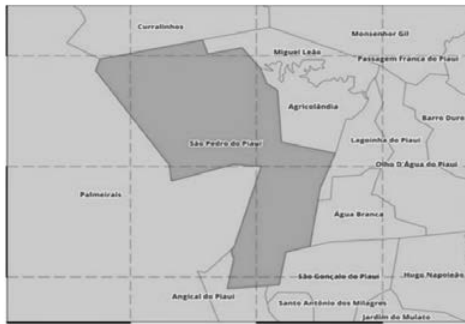 Curralinhos
Monsenhor Gil
Miguel Leão
Passagem Franca do Piauí
Agricolândia
Barro Duro
São Pedro do Piauí
Lagoinha do Piauí
Olho D'Água do Piauí
Palmeirais
Água Branca
São Gonçalo do Piauí
Hugo Napoleão
Angical do Piauí
Santo Antônio dos Milagres
Jardim do Mulato